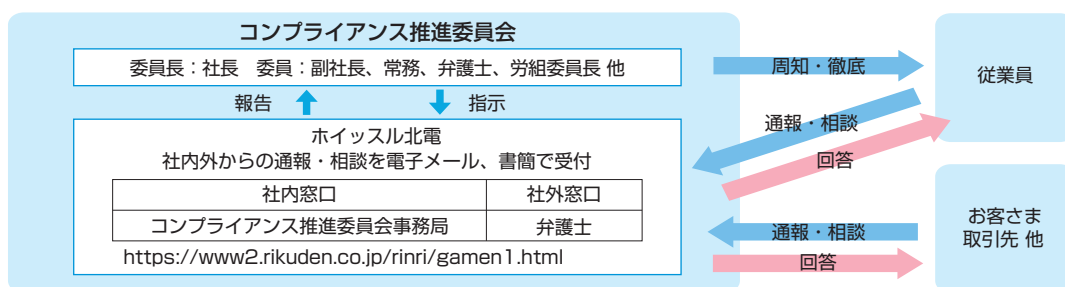 コンプライアンス推進委員会
委員長：社長　委員：副社長、常務、弁護士、労組委員長 他
報告
指示
ホイッスル北電
社内外からの通報・相談を電子メール、書簡で受付
社内窓口
社外窓口
コンプライアンス推進委員会事務局
弁護士
https://www2.rikuden.co.jp/rinri/gamen1.html
周知・徹底
通報・相談
回答
従業員
通報・相談
回答
お客さま
取引先 他